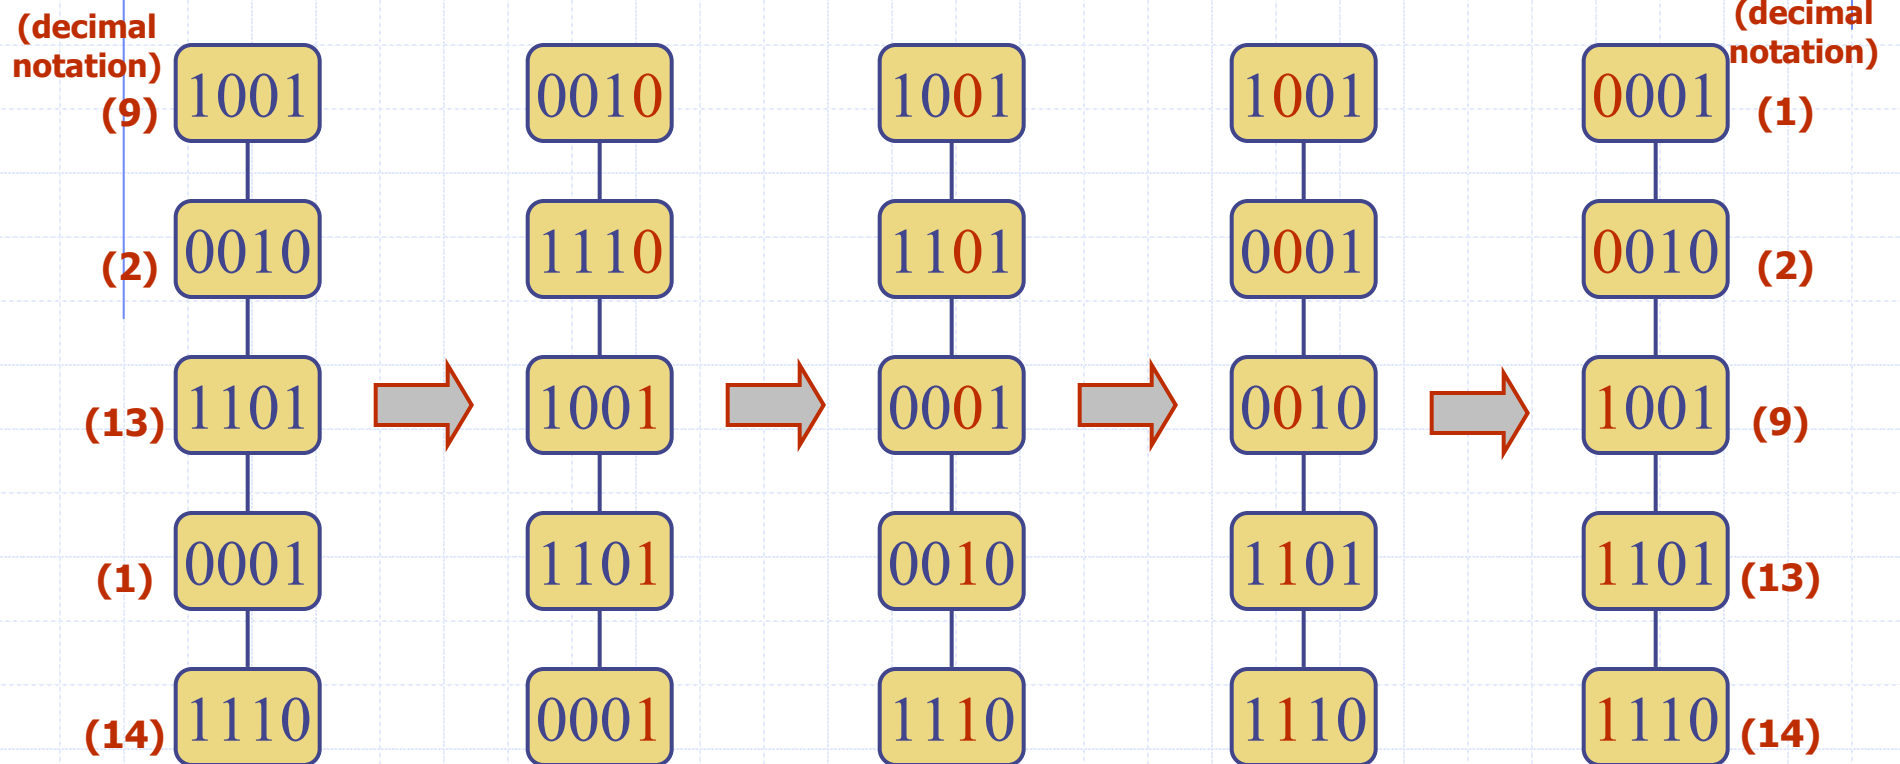 (decimal
notation)
(9) 1001 0010 1001 1001 0001 (1)
(decimal
notation)
(2) 0010 1110 1101 0001 0010 (2)
(13) 1101 1001 0001 0010 1001 (9)
(1) 0001 1101 0010 1101 1101 (13)
(14) 1110 0001 1110 1110 1110 (14)